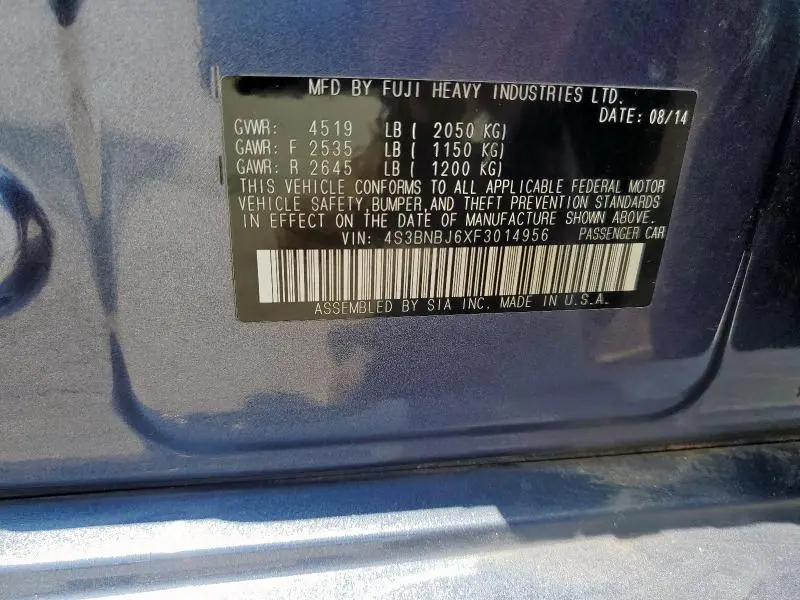 MFD BY FUJI HEAVY INDUSTRIES LTD.
DATE: 08/14
GVWR: 4519 LB ( 2050 KG)
GAWR: F 2535 LB ( 1150 KG)
GAWR: R 2645 LB ( 1200 KG)
THIS VEHICLE CONFORMS TO ALL APPLICABLE FEDERAL MOTOR
VEHICLE SAFETY,BUMPER,AND THEFT PREVENTION STANDARDS
IN EFFECT ON THE DATE OF MANUFACTURE SHOWN ABOVE.
VIN: 4S3BNBJ6XF3014956 PASSENGER CAR
ASSEMBLED BY SIA INC. MADE IN U.S.A.